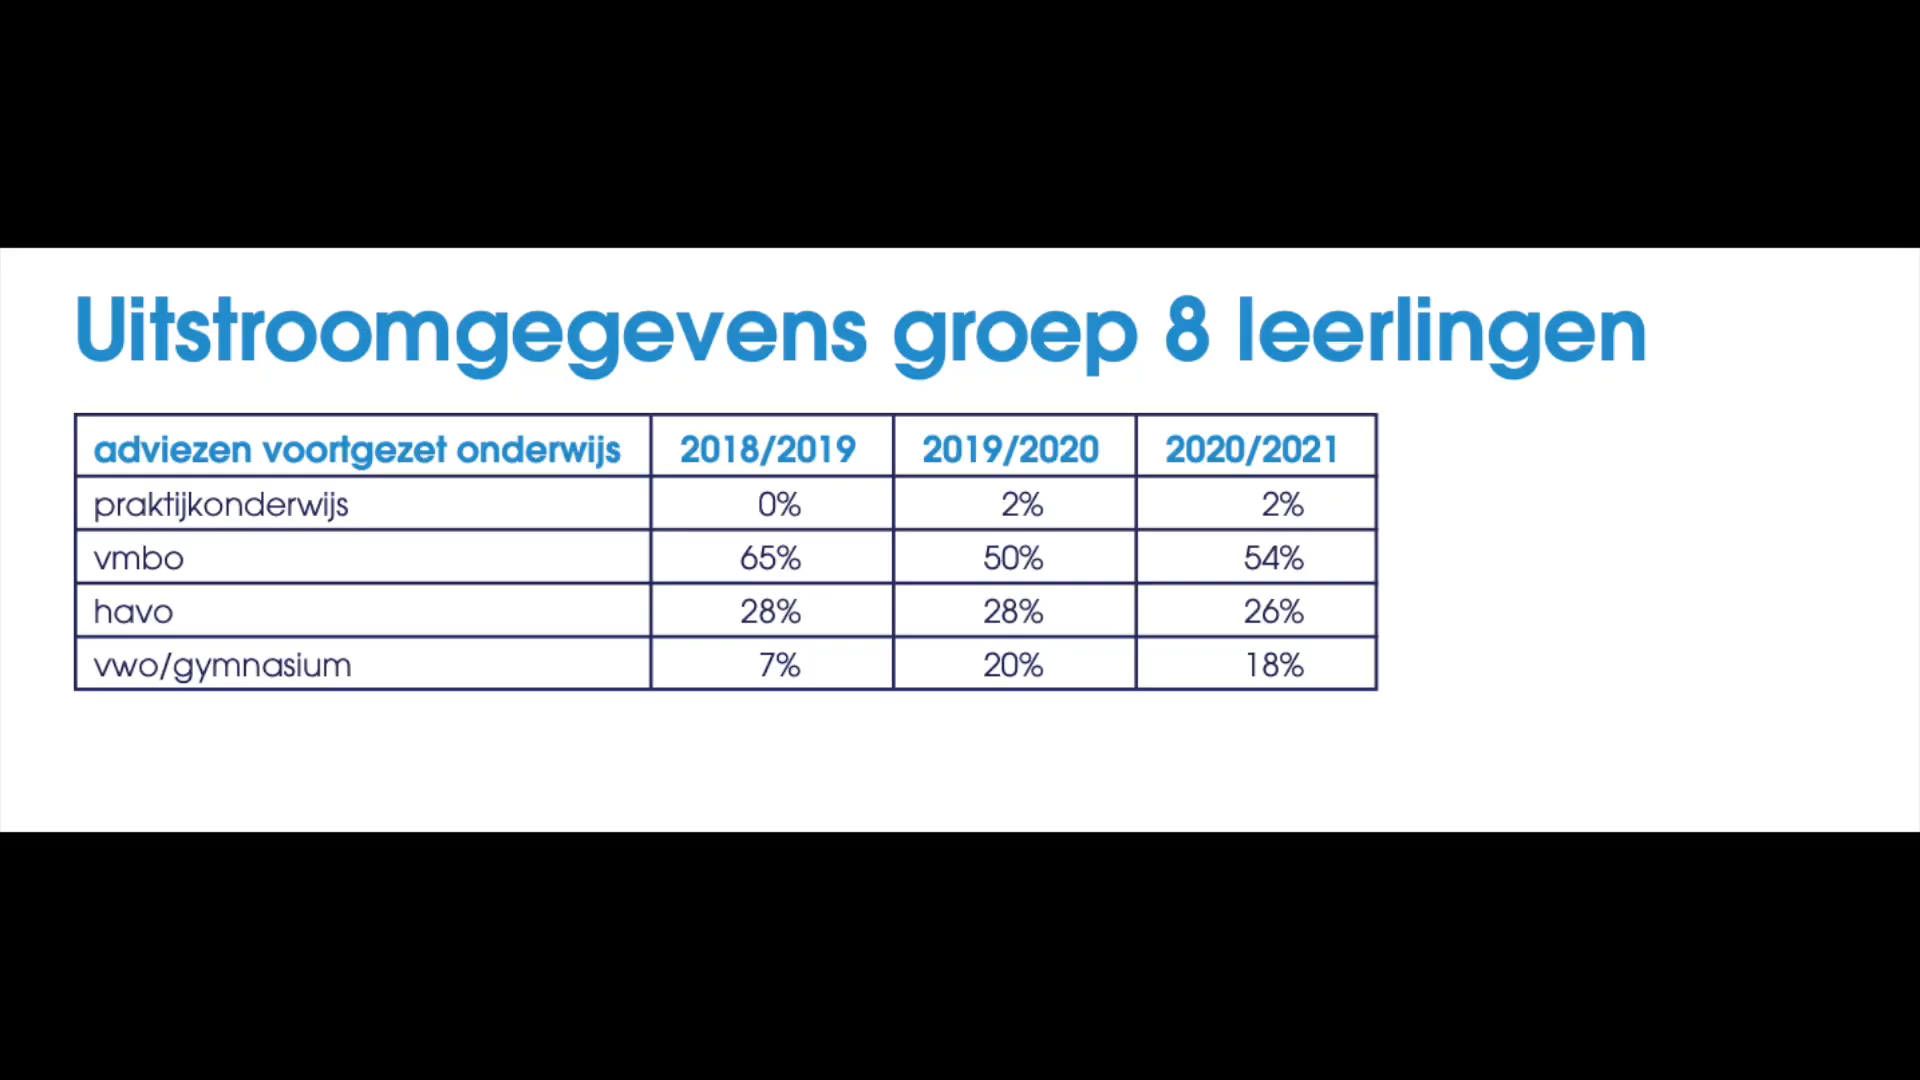 Uitstroomgegevens groep 8 leerlingen
adviezen voortgezet onderwijs 2018/2019 2019/2020 2020/2021
praktijkonderwijs 0% 2% 2%
vmbo 65% 50% 54%
havo 28% 28% 26%
vwo/gymnasium 7% 20% 18%